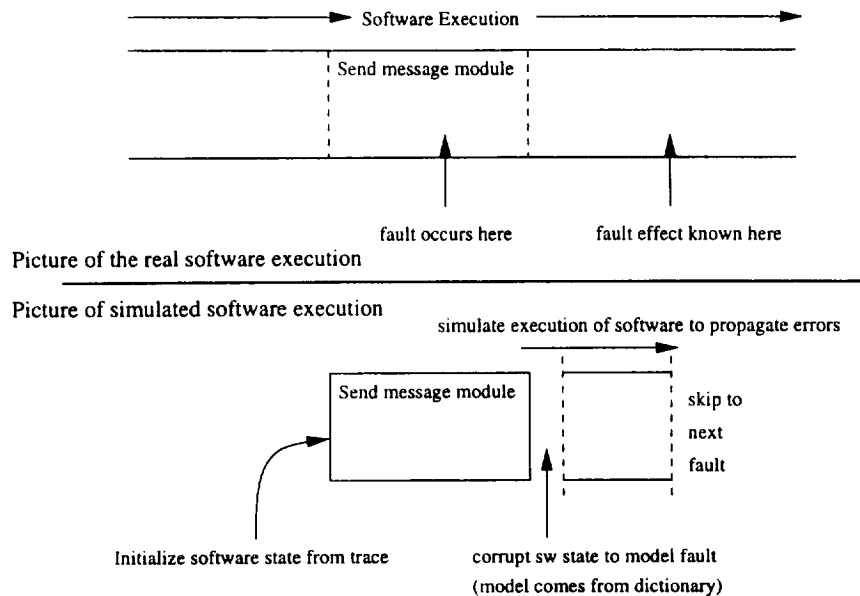 Software Execution
Send message module
fault occurs here
fault effect known here
Picture of the real software execution
Picture of simulated software execution
simulate execution of software to propagate errors
Send message module
skip to
next
fault
Initialize software state from trace
corrupt sw state to model fault
(model comes from dictionary)